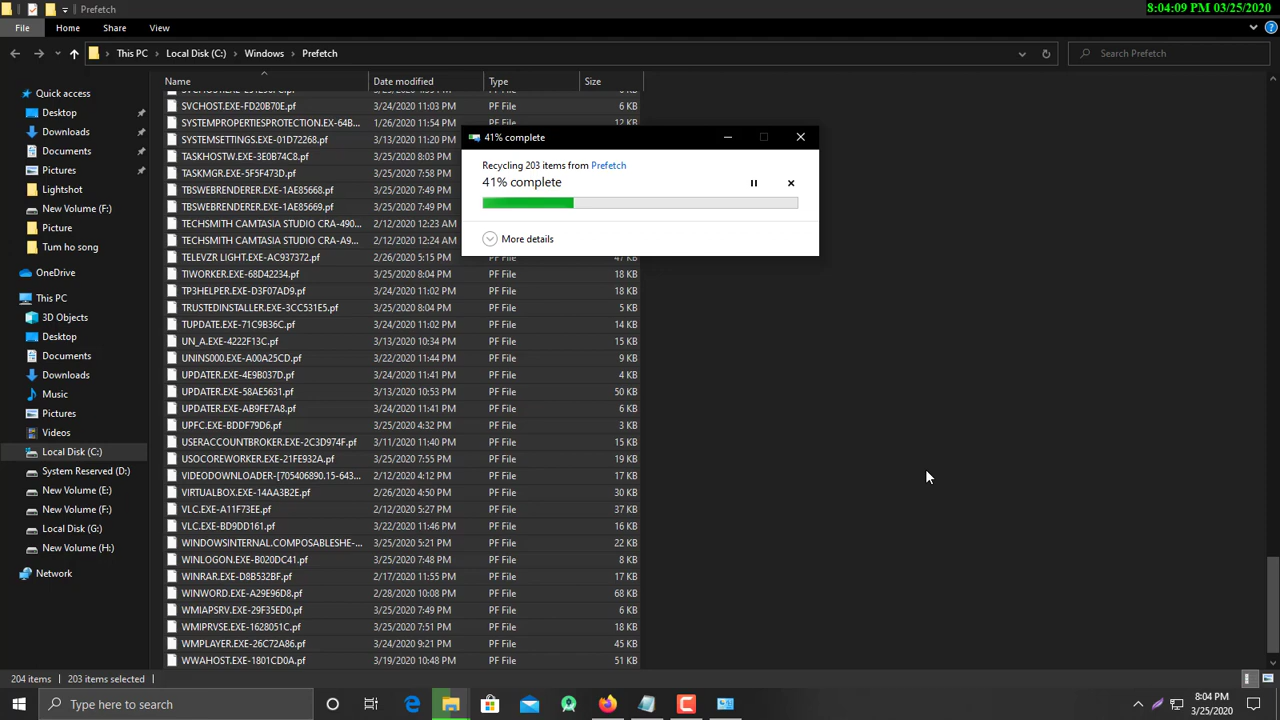 Prefetch
8:04:09 PM 03/25/2020
File Home Share View
This PC Local Disk (C:) Windows Prefetch
Search Prefetch
Name Date modified Type Size
Quick access
Desktop
Downloads
Documents
Pictures
Lightshot
New Volume (F:)
Picture
Tum ho song
OneDrive
This PC
3D Objects
Desktop
Documents
Downloads
Music
Pictures
Videos
Local Disk (C:)
System Reserved (D:)
New Volume (E:)
New Volume (F:)
Local Disk (G:)
New Volume (H:)
Network
SVCHOST.EXE-FD20B70E.pf 3/24/2020 11:03 PM PF File 6 KB
SYSTEMPROPERTIESPROTECTION.EX-64B... 1/26/2020 11:54 PM PF File 12 KB
SYSTEMSETTINGS.EXE-01D72268.pf 3/13/2020 11:20 PM
TASKHOSTW.EXE-3E0B74C8.pf 3/25/2020 8:03 PM
TASKMGR.EXE-5F5F473D.pf 3/25/2020 7:58 PM
TBSWEBRENDERER.EXE-1AE85668.pf 3/25/2020 7:49 PM
TBSWEBRENDERER.EXE-1AE85669.pf 3/25/2020 7:49 PM
TECHSMITH CAMTASIA STUDIO CRA-490... 2/12/2020 12:23 AM
TECHSMITH CAMTASIA STUDIO CRA-A9... 2/12/2020 12:24 AM
TELEVZR LIGHT.EXE-AC937372.pf 2/26/2020 5:15 PM PF File 47 KB
TIWORKER.EXE-68D42234.pf 3/25/2020 8:04 PM PF File 18 KB
TP3HELPER.EXE-D3F07AD9.pf 3/24/2020 11:02 PM PF File 18 KB
TRUSTEDINSTALLER.EXE-3CC531E5.pf 3/25/2020 8:04 PM PF File 5 KB
TUPDATE.EXE-71C9B36C.pf 3/24/2020 11:02 PM PF File 14 KB
UN_A.EXE-4222F13C.pf 3/13/2020 10:34 PM PF File 15 KB
UNINS000.EXE-A00A25CD.pf 3/22/2020 11:44 PM PF File 9 KB
UPDATER.EXE-4E9B037D.pf 3/24/2020 11:41 PM PF File 4 KB
UPDATER.EXE-58AE5631.pf 3/13/2020 10:53 PM PF File 50 KB
UPDATER.EXE-AB9FE7A8.pf 3/24/2020 11:41 PM PF File 6 KB
UPFC.EXE-BDDF79D6.pf 3/25/2020 4:32 PM PF File 3 KB
USERACCOUNTBROKER.EXE-2C3D974F.pf 3/11/2020 11:40 PM PF File 15 KB
USOCOREWORKER.EXE-21FE932A.pf 3/25/2020 7:55 PM PF File 19 KB
VIDEODOWNLOADER-[705406890.15-643... 2/12/2020 4:12 PM PF File 17 KB
VIRTUALBOX.EXE-14AA3B2E.pf 2/26/2020 4:50 PM PF File 30 KB
VLC.EXE-A11F73EE.pf 2/12/2020 5:27 PM PF File 37 KB
VLC.EXE-BD9DD161.pf 3/22/2020 11:46 PM PF File 16 KB
WINDOWSINTERNAL.COMPOSABLESHE-... 3/25/2020 5:21 PM PF File 22 KB
WINLOGON.EXE-B020DC41.pf 3/25/2020 7:48 PM PF File 8 KB
WINRAR.EXE-D8B532BF.pf 2/17/2020 11:55 PM PF File 17 KB
WINWORD.EXE-A29E96D8.pf 2/28/2020 10:08 PM PF File 68 KB
WMIAPSRV.EXE-29F35ED0.pf 3/25/2020 7:49 PM PF File 6 KB
WMIPRVSE.EXE-1628051C.pf 3/25/2020 7:51 PM PF File 18 KB
WMPLAYER.EXE-26C72A86.pf 3/24/2020 9:21 PM PF File 45 KB
WWAHOST.EXE-1801CD0A.pf 3/19/2020 10:48 PM PF File 51 KB
41% complete
Recycling 203 items from Prefetch
41% complete
More details
204 items 203 items selected
Type here to search
8:04 PM
3/25/2020